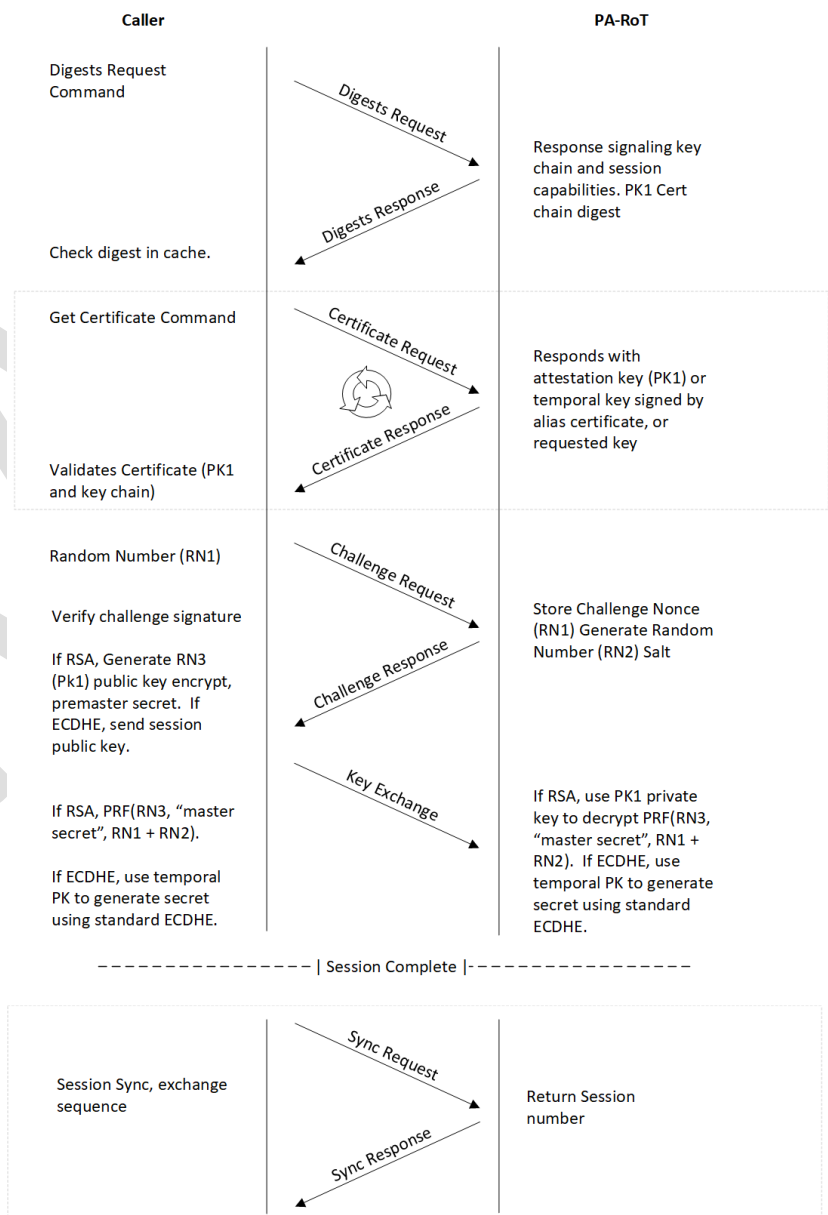 Caller
PA-RoT
Digests Request
Command
Digests Request
Response signaling key
chain and session
capabilities. PK1 Cert
chain digest
Digests Response
Check digest in cache.
Get Certificate Command
Certificate Request
Responds with
attestation key (PK1) or
temporal key signed by
alias certificate, or
requested key
Certificate Response
Validates Certificate (PK1
and key chain)
Random Number (RN1)
Challenge Request
Verify challenge signature
Store Challenge Nonce
(RN1) Generate Random
Number (RN2) Salt
If RSA, Generate RN3
(Pk1) public key encrypt,
premaster secret.  If
ECDHE, send session
public key.
Challenge Response
Key Exchange
If RSA, PRF(RN3, “master
secret”, RN1 + RN2).
If ECDHE, use temporal
PK to generate secret
using standard ECDHE.
If RSA, use PK1 private
key to decrypt PRF(RN3,
“master secret”, RN1 +
RN2).  If ECDHE, use
temporal PK to generate
secret using standard
ECDHE.
– – – – – – – – – – – – – – – – | Session Complete |- – – – – – – – – – – – – – – – –
Sync Request
Session Sync, exchange
sequence
Return Session
number
Sync Response